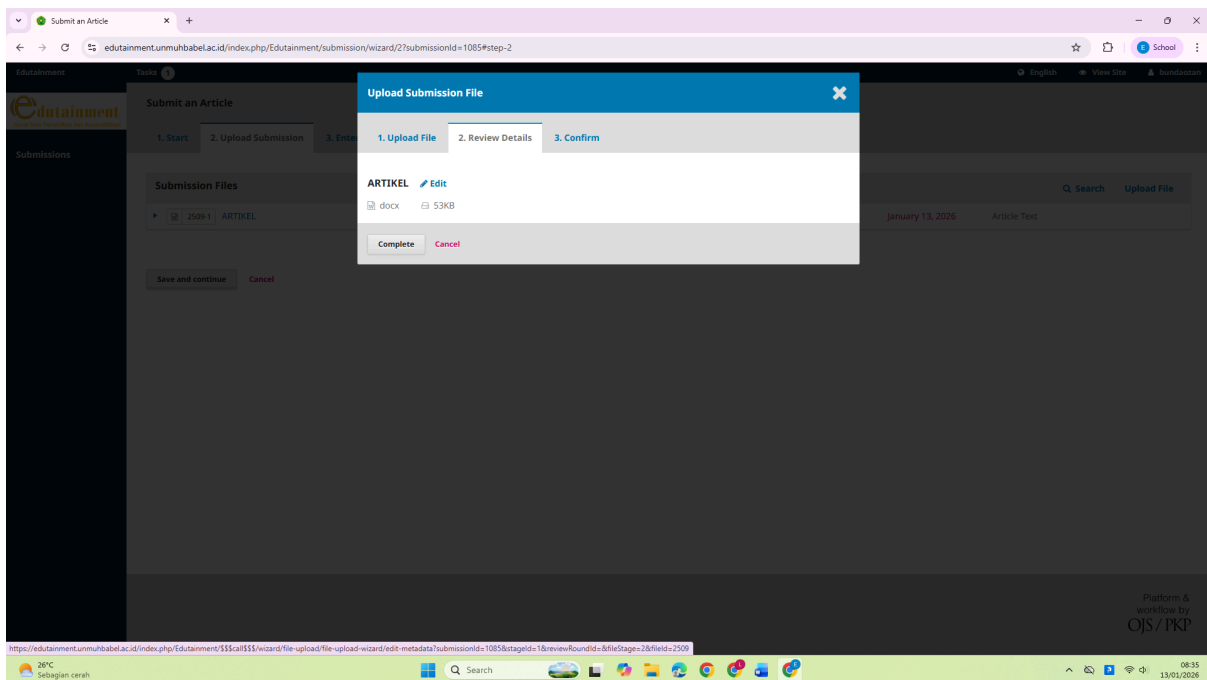 Submit an Article
edutainment.unmuhbabel.ac.id/index.php/Edutainment/submission/wizard/2?submissionId=1085#step-2
E School
Edutainment Tasks 1 English View Site bundaozan
Edutainment
Submissions
Submit an Article
1. Start 2. Upload Submission 3. Ente
Submission Files Search Upload File
2509-1 ARTIKEL January 13, 2026 Article Text
Save and continue Cancel
Upload Submission File
1. Upload File 2. Review Details 3. Confirm
ARTIKEL Edit
docx 53KB
Complete Cancel
Platform &
workflow by
OJS / PKP
https://edutainment.unmuhbabel.ac.id/index.php/Edutainment/$$$call$$$/wizard/file-upload/file-upload-wizard/edit-metadata?submissionId=1085&stageId=1&reviewRoundId=&fileStage=2&fileId=2509
26°C
Sebagian cerah
Search
08:35
13/01/2026